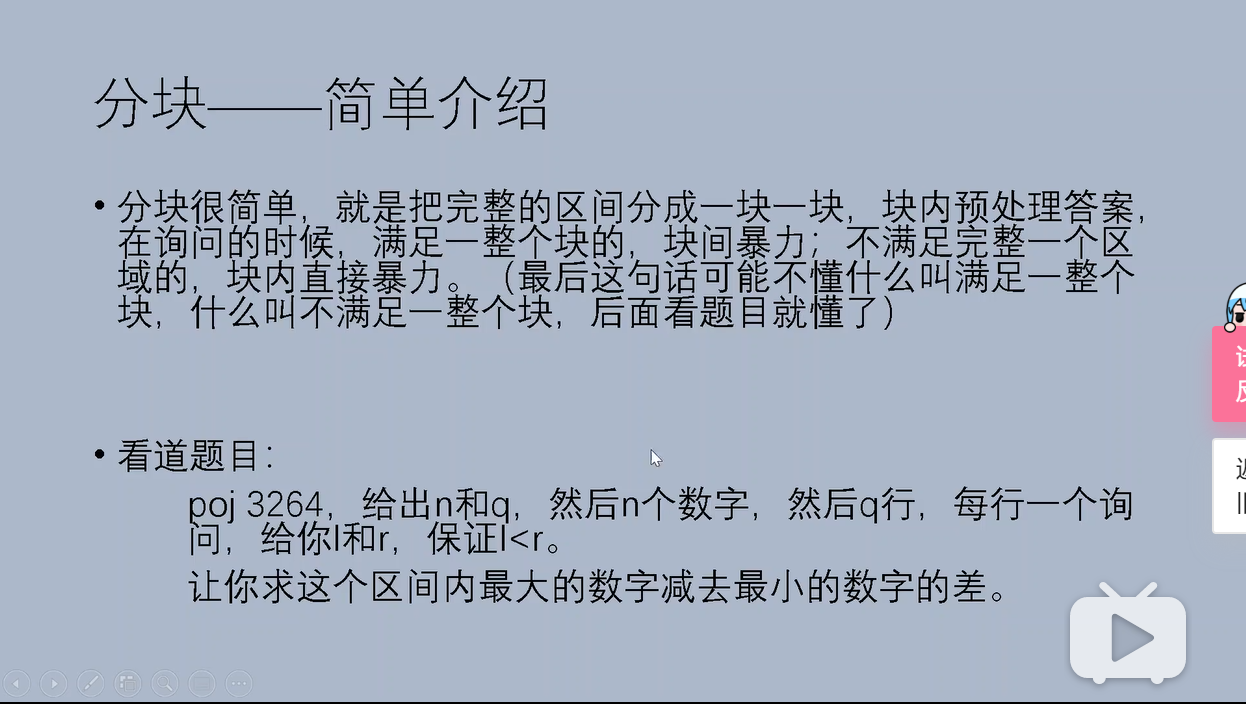 分块——简单介绍
• 分块很简单，就是把完整的区间分成一块一块，块内预处理答案，
在询问的时候，满足一整个块的，块间暴力；不满足完整一个区
域的，块内直接暴力。（最后这句话可能不懂什么叫满足一整个
块，什么叫不满足一整个块，后面看题目就懂了）
• 看道题目：
poj 3264，给出n和q，然后n个数字，然后q行，每行一个询
问，给你l和r，保证l<r。
让你求这个区间内最大的数字减去最小的数字的差。